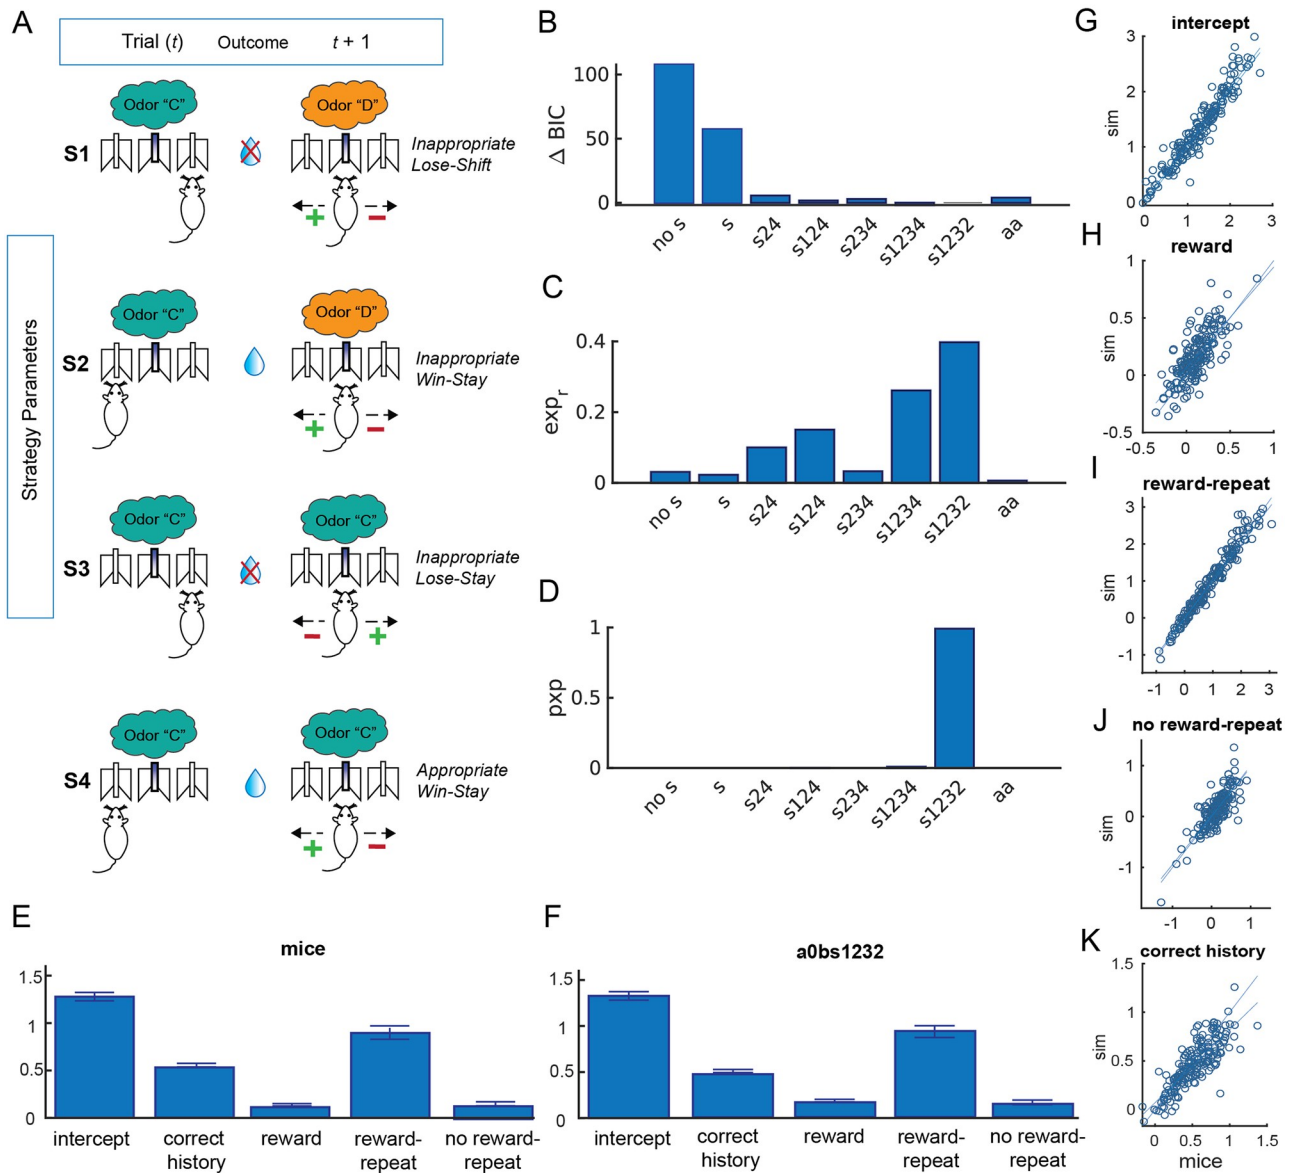 A
Trial (t) Outcome t + 1
Strategy Parameters
Odor “C” Odor “D”
S1
Inappropriate
Lose-Shift
+ −
Odor “C” Odor “D”
S2
Inappropriate
Win-Stay
+ −
Odor “C” Odor “C”
S3
Inappropriate
Lose-Stay
− +
Odor “C” Odor “C”
S4
Appropriate
Win-Stay
+ −
B
Δ BIC
100
50
0
no s s s24 s124 s234 s1234 s1232 aa
C
exp r
0.4
0.2
0
no s s s24 s124 s234 s1234 s1232 aa
D
pxp
1
0.5
0
no s s s24 s124 s234 s1234 s1232 aa
E
mice
1.5
1
0.5
0
intercept correct history reward reward-repeat no reward-repeat
F
a0bs1232
1.5
1
0.5
0
intercept correct history reward reward-repeat no reward-repeat
G
intercept
sim
3
2
1
0
0 1 2 3
H
reward
sim
1
0.5
0
-0.5
-0.5 0 0.5 1
I
reward-repeat
sim
3
2
1
0
-1
-1 0 1 2 3
J
no reward-repeat
sim
1
0
-1
-1 0 1
K
correct history
sim
1.5
1
0.5
0
0 0.5 1 1.5
mice